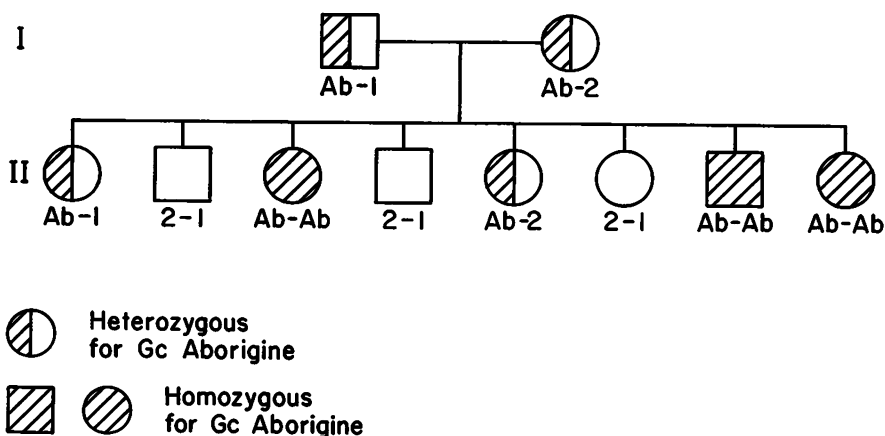 I
Ab-1 Ab-2
II
Ab-1 2-1 Ab-Ab 2-1 Ab-2 2-1 Ab-Ab Ab-Ab
Heterozygous
for Gc Aborigine
Homozygous
for Gc Aborigine